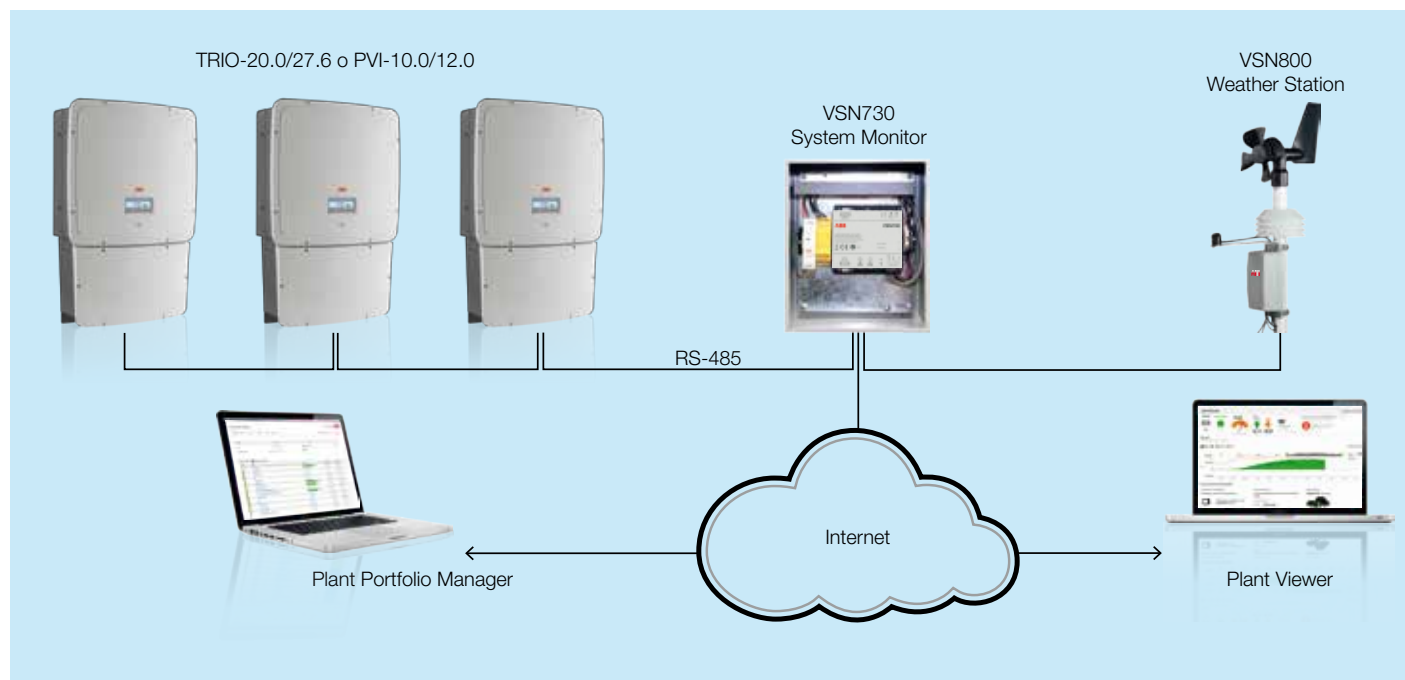 TRIO-20.0/27.6 o PVI-10.0/12.0
VSN730
System Monitor
VSN800
Weather Station
ABB
RS-485
Internet
Plant Portfolio Manager
Plant Viewer